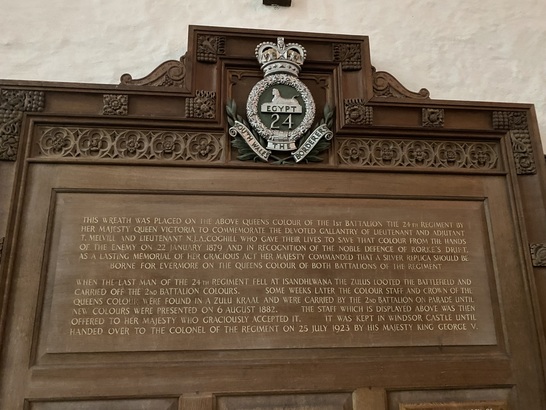 EGYPT
24
SOUTH WALES THE BORDERERS
THIS WREATH WAS PLACED ON THE ABOVE QUEENS COLOUR OF THE 1ST BATTALION THE 24TH REGIMENT BY
HER MAJESTY QUEEN VICTORIA TO COMMEMORATE THE DEVOTED GALLANTRY OF LIEUTENANT AND ADJUTANT
T. MELVILL AND LIEUTENANT N.J.A.COGHILL WHO GAVE THEIR LIVES TO SAVE THAT COLOUR FROM THE HANDS
OF THE ENEMY ON 22 JANUARY 1879 AND IN RECOGNITION OF THE NOBLE DEFENCE OF RORKE'S DRIFT.
AS A LASTING MEMORIAL OF HER GRACIOUS ACT HER MAJESTY COMMANDED THAT A SILVER REPLICA SHOULD BE
BORNE FOR EVERMORE ON THE QUEENS COLOUR OF BOTH BATTALIONS OF THE REGIMENT
WHEN THE LAST MAN OF THE 24TH REGIMENT FELL AT ISANDHLWANA THE ZULUS LOOTED THE BATTLEFIELD AND
CARRIED OFF THE 2ND BATTALION COLOURS. SOME WEEKS LATER THE COLOUR STAFF AND CROWN OF THE
QUEENS COLOUR WERE FOUND IN A ZULU KRAAL AND WERE CARRIED BY THE 2ND BATTALION ON PARADE UNTIL
NEW COLOURS WERE PRESENTED ON 6 AUGUST 1882. THE STAFF WHICH IS DISPLAYED ABOVE WAS THEN
OFFERED TO HER MAJESTY WHO GRACIOUSLY ACCEPTED IT. IT WAS KEPT IN WINDSOR CASTLE UNTIL
HANDED OVER TO THE COLONEL OF THE REGIMENT ON 25 JULY 1923 BY HIS MAJESTY KING GEORGE V.